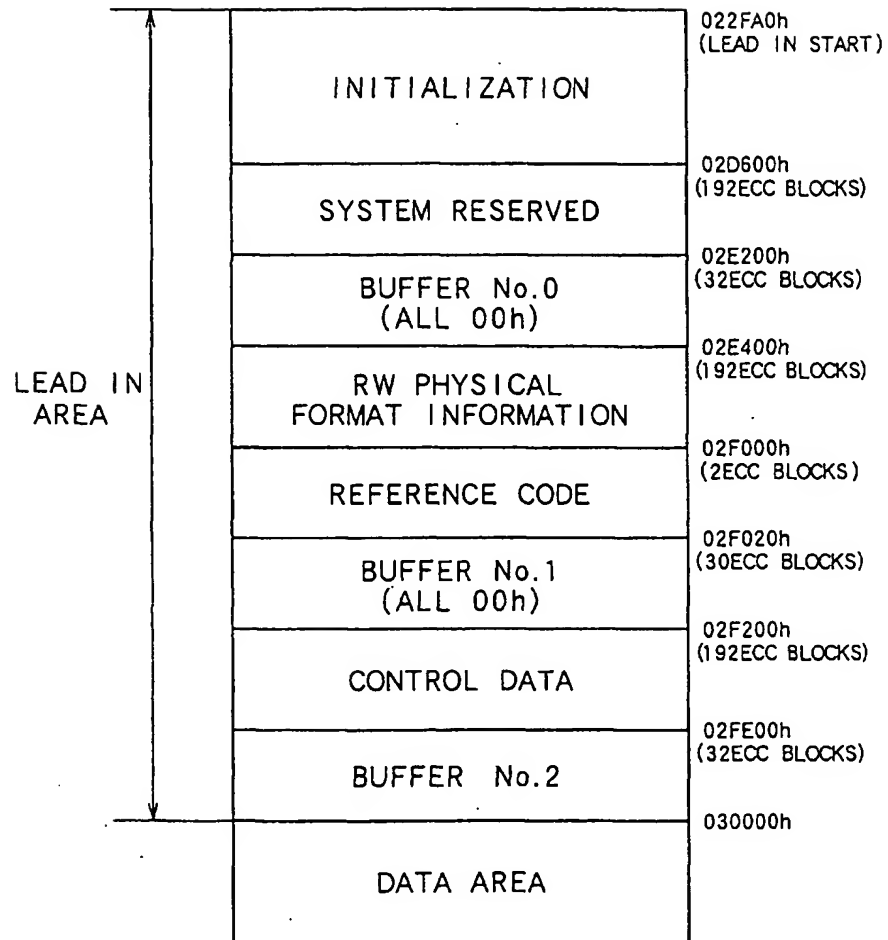 022FA0h
(LEAD IN START)
INITIALIZATION
02D600h
(192ECC BLOCKS)
SYSTEM RESERVED
02E200h
(32ECC BLOCKS)
BUFFER No.0
(ALL 00h)
02E400h
(192ECC BLOCKS)
LEAD IN
AREA
RW PHYSICAL
FORMAT INFORMATION
02F000h
(2ECC BLOCKS)
REFERENCE CODE
02F020h
(30ECC BLOCKS)
BUFFER No.1
(ALL 00h)
02F200h
(192ECC BLOCKS)
CONTROL DATA
02FE00h
(32ECC BLOCKS)
BUFFER No.2
030000h
DATA AREA